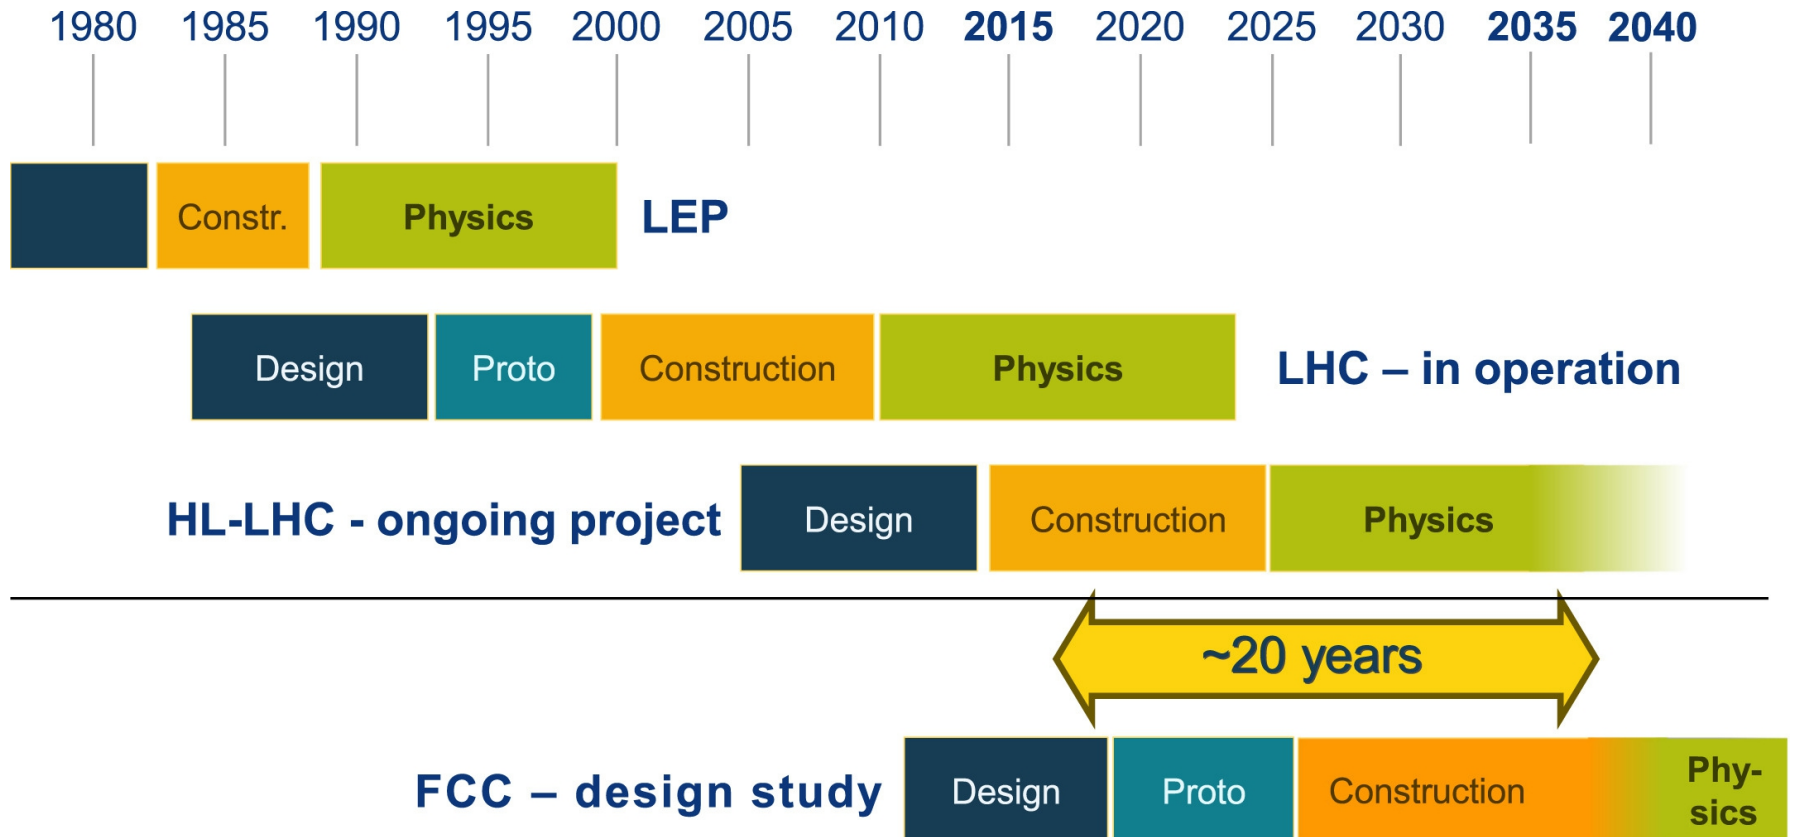 1980 1985 1990 1995 2000 2005 2010 2015 2020 2025 2030 2035 2040
Constr. Physics LEP
Design Proto Construction Physics LHC – in operation
HL-LHC - ongoing project Design Construction Physics
~20 years
FCC – design study Design Proto Construction Phy-
sics